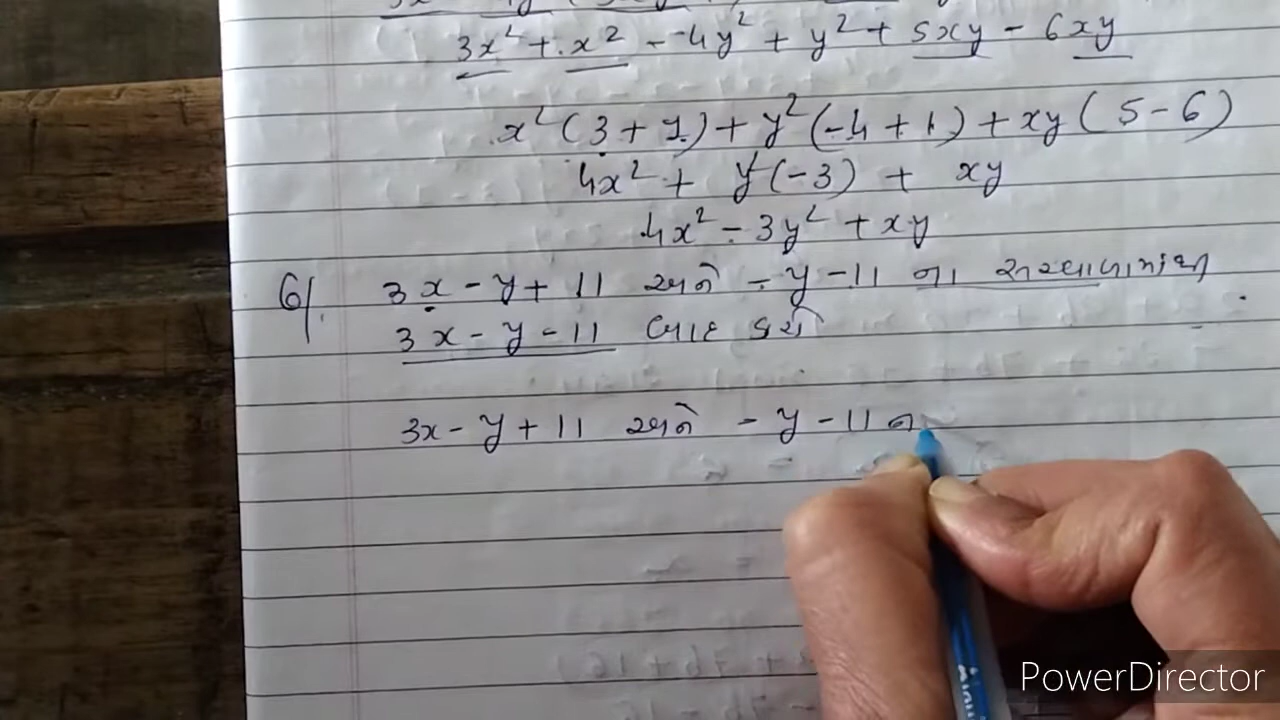 3x² + x² - 4y² + y² + 5xy - 6xy
x² (3 + 1) + y² (-4 + 1) + xy ( 5 - 6 )
4x² + y(-3) + xy
4x² - 3y² + xy
6). 3x - y + 11 અને - y - 11 ના સરવાળામાંથી
3x - y - 11 બાદ કરો
3x - y + 11 અને - y - 11 ન
PowerDirector